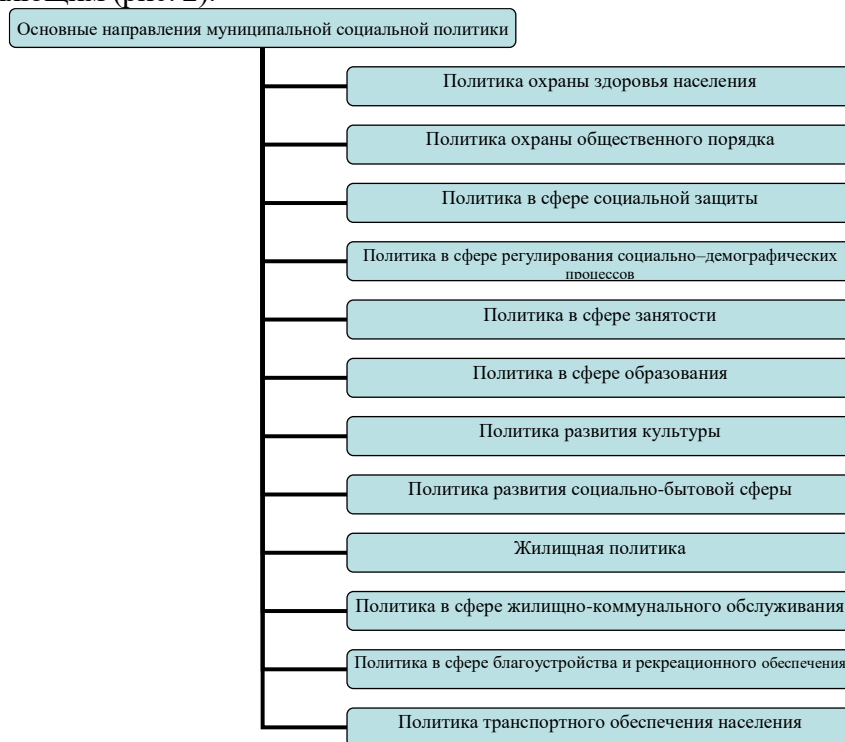 (рис. 2).
Основные направления муниципальной социальной политики
Политика охраны здоровья населения
Политика охраны общественного порядка
Политика в сфере социальной защиты
Политика в сфере регулирования социально–демографических
процессов
Политика в сфере занятости
Политика в сфере образования
Политика развития культуры
Политика развития социально-бытовой сферы
Жилищная политика
Политика в сфере жилищно-коммунального обслуживания
Политика в сфере благоустройства и рекреационного обеспечения
Политика транспортного обеспечения населения